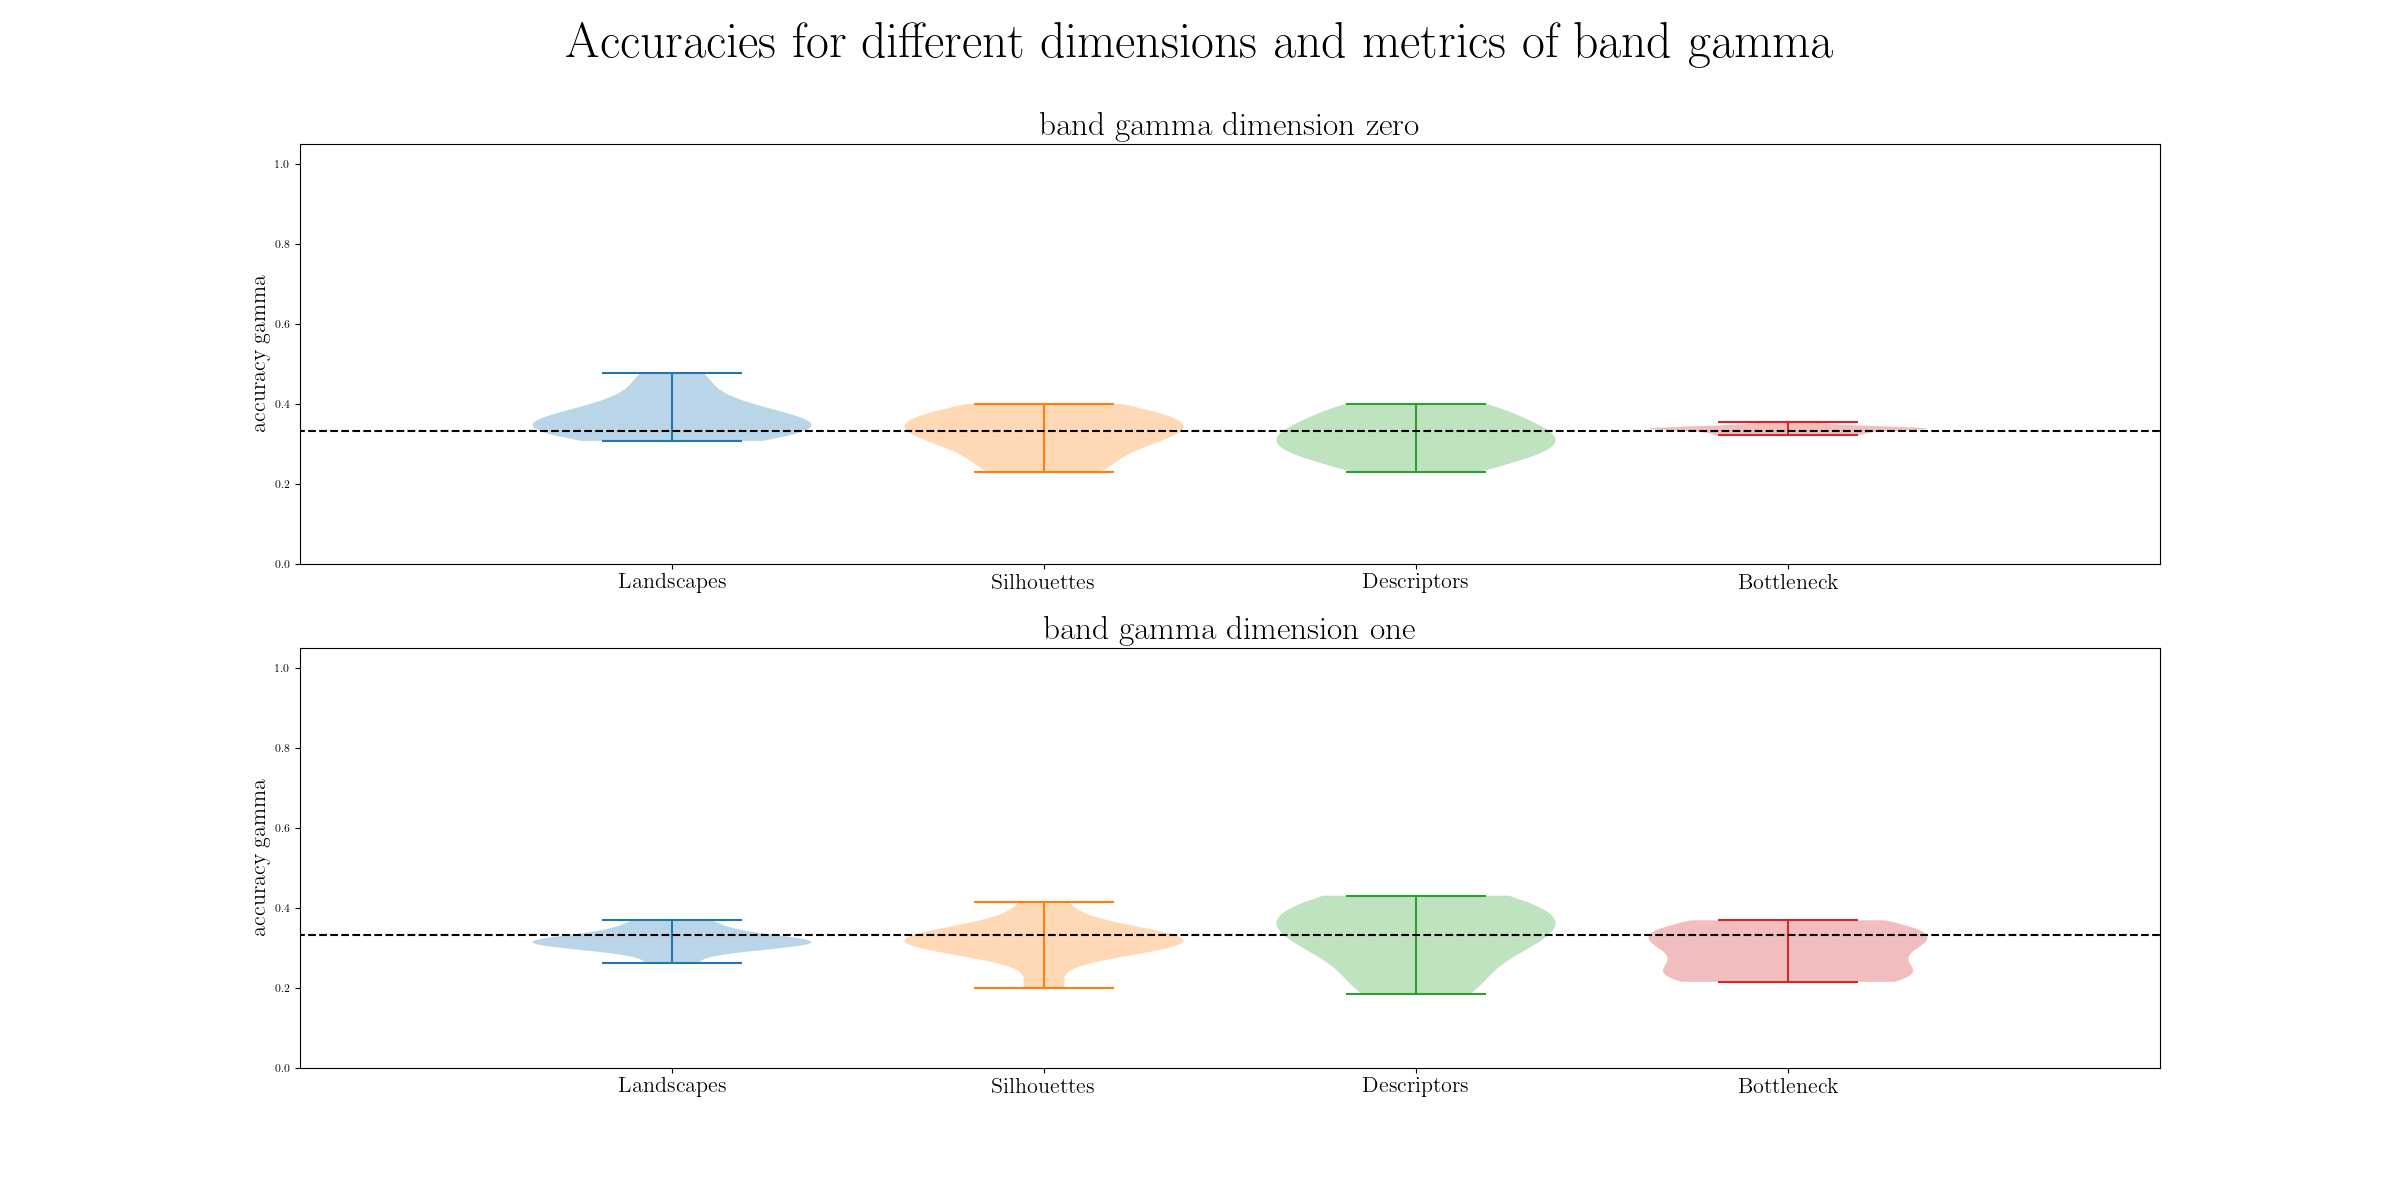 Accuracies for different dimensions and metrics of band gamma
band gamma dimension zero
accuracy gamma
1.0
0.8
0.6
0.4
0.2
0.0
Landscapes Silhouettes Descriptors Bottleneck
band gamma dimension one
accuracy gamma
1.0
0.8
0.6
0.4
0.2
0.0
Landscapes Silhouettes Descriptors Bottleneck